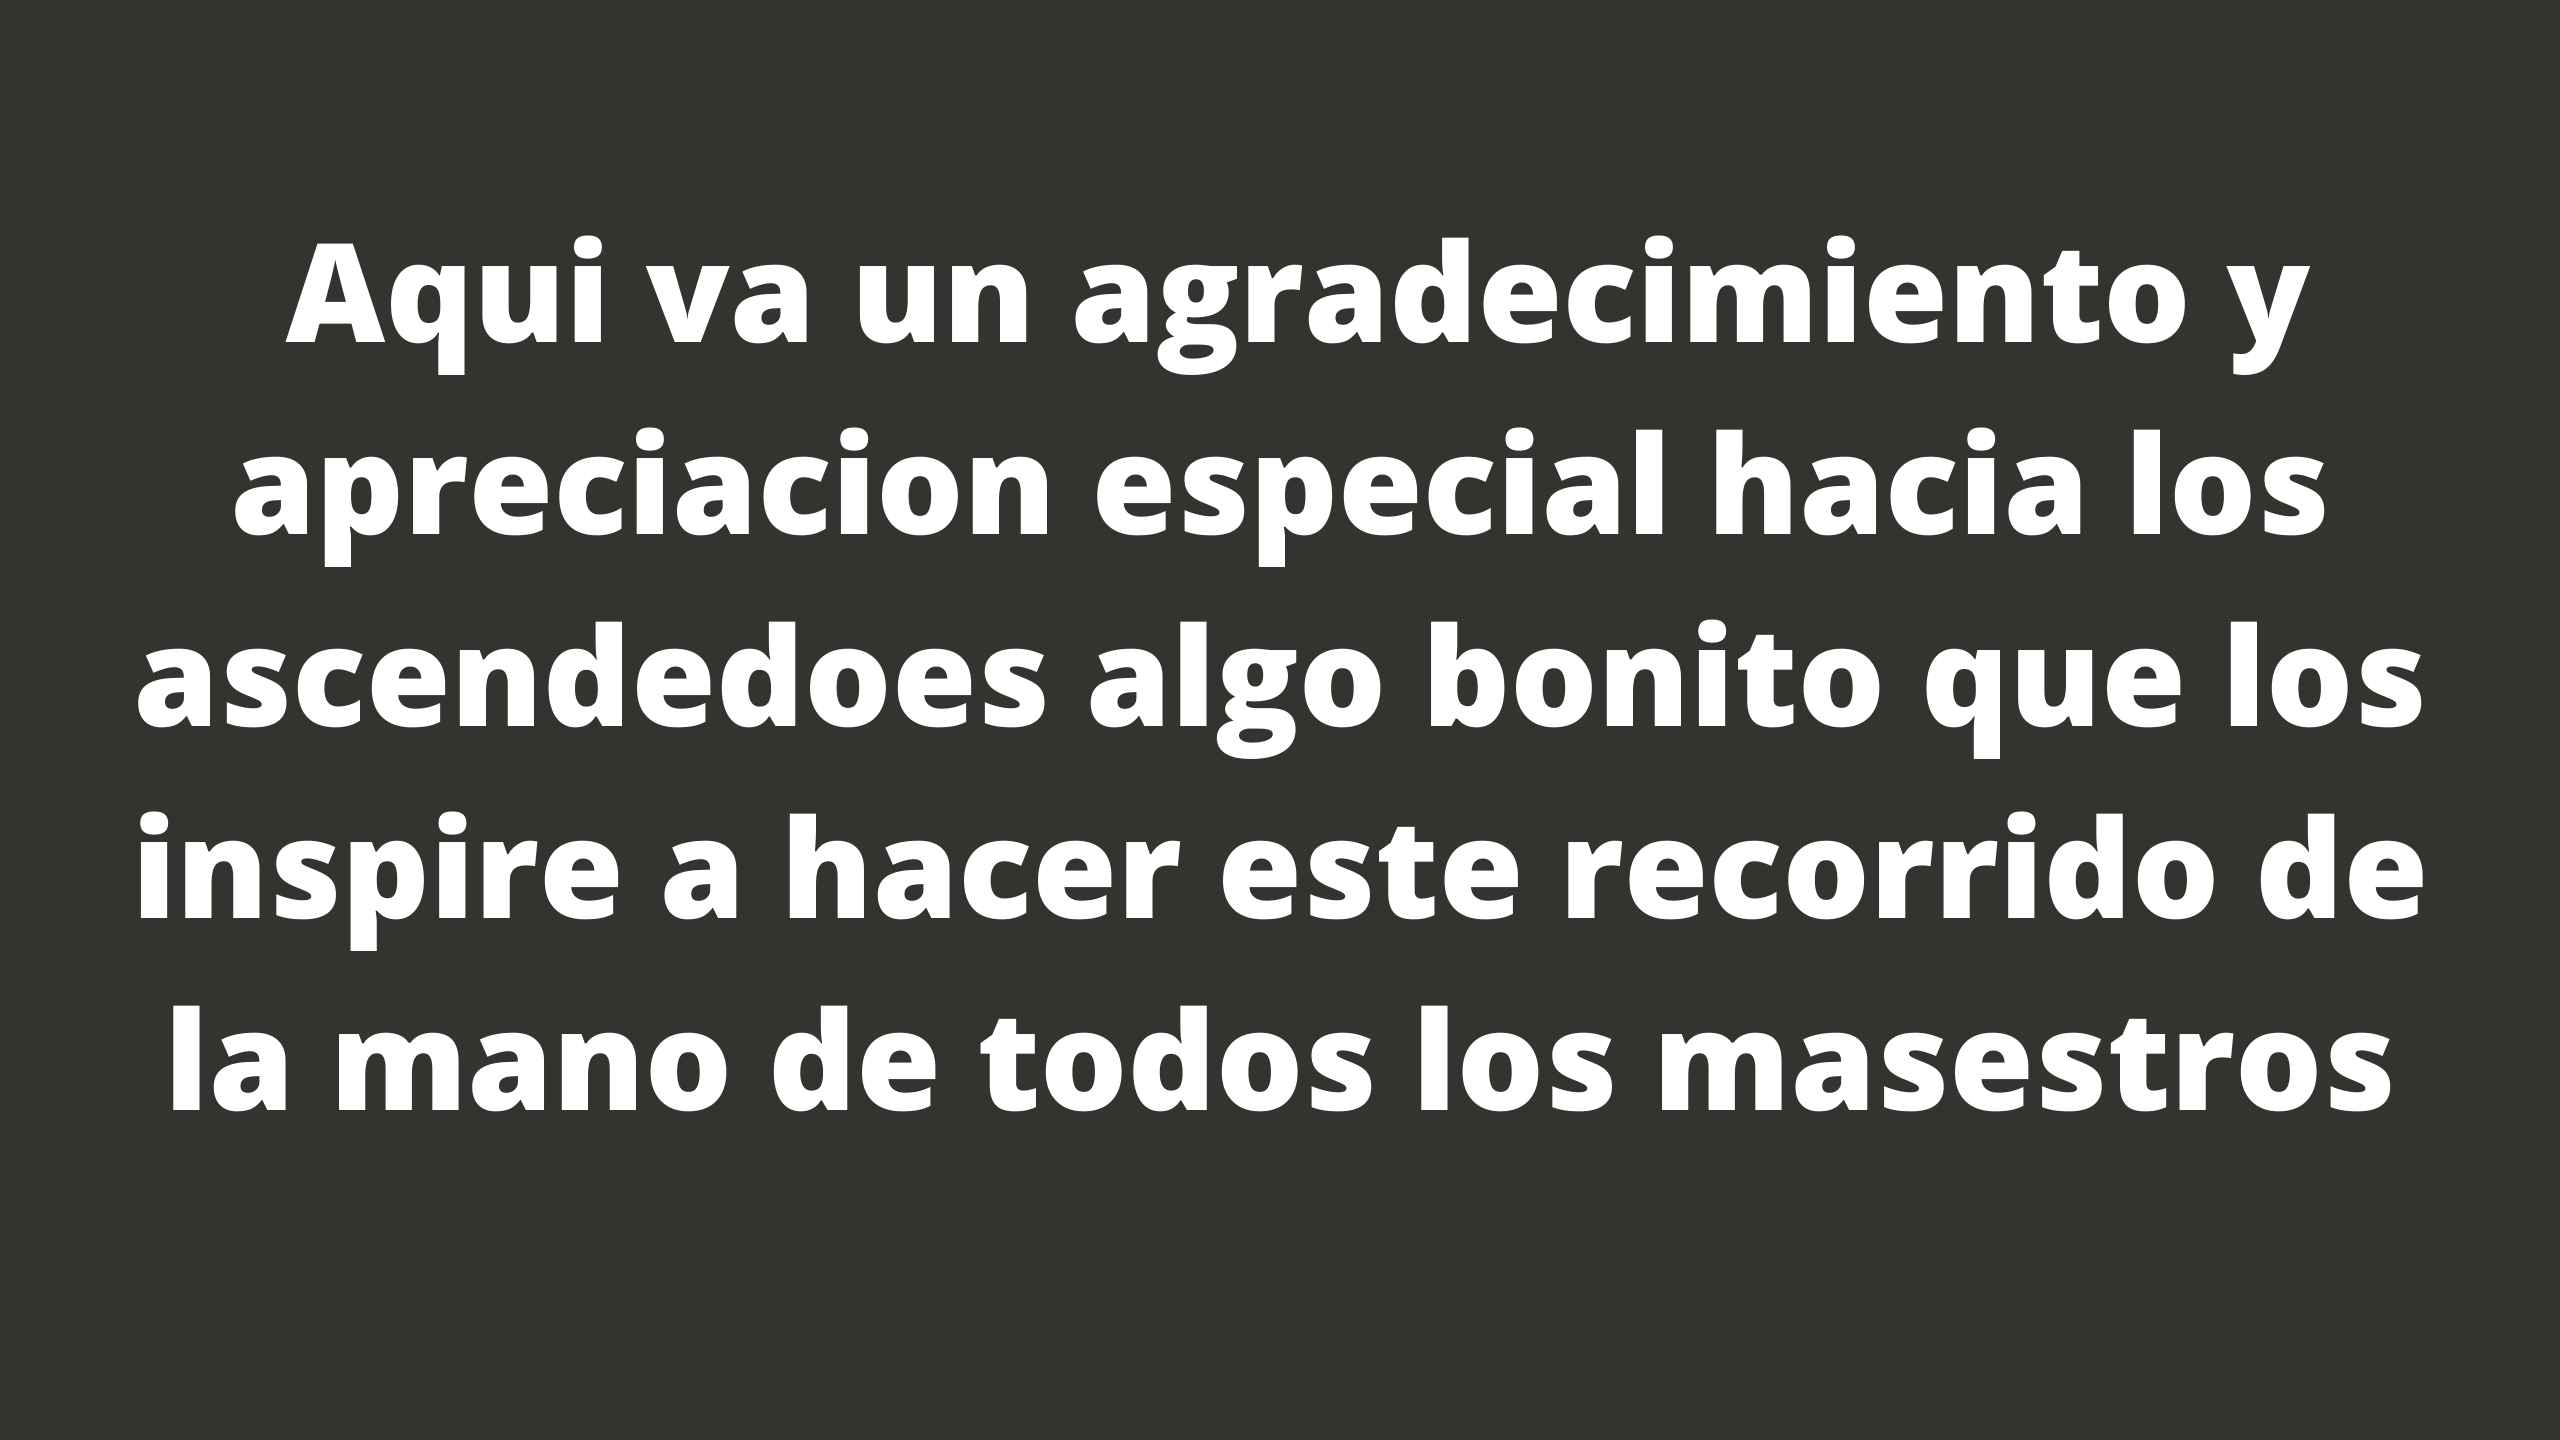 Aqui va un agradecimiento y
apreciacion especial hacia los
ascendedoes algo bonito que los
inspire a hacer este recorrido de
la mano de todos los masestros